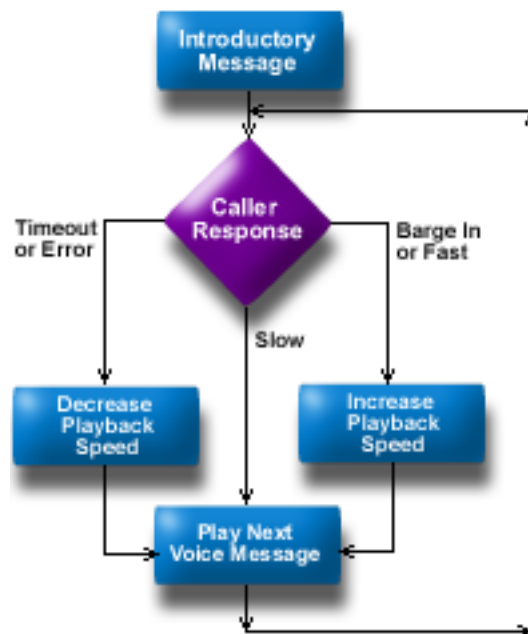 Introductory
Message
Caller
Response
Timeout
or Error
Barge In
or Fast
Slow
Decrease
Playback
Speed
Increase
Playback
Speed
Play Next
Voice Message